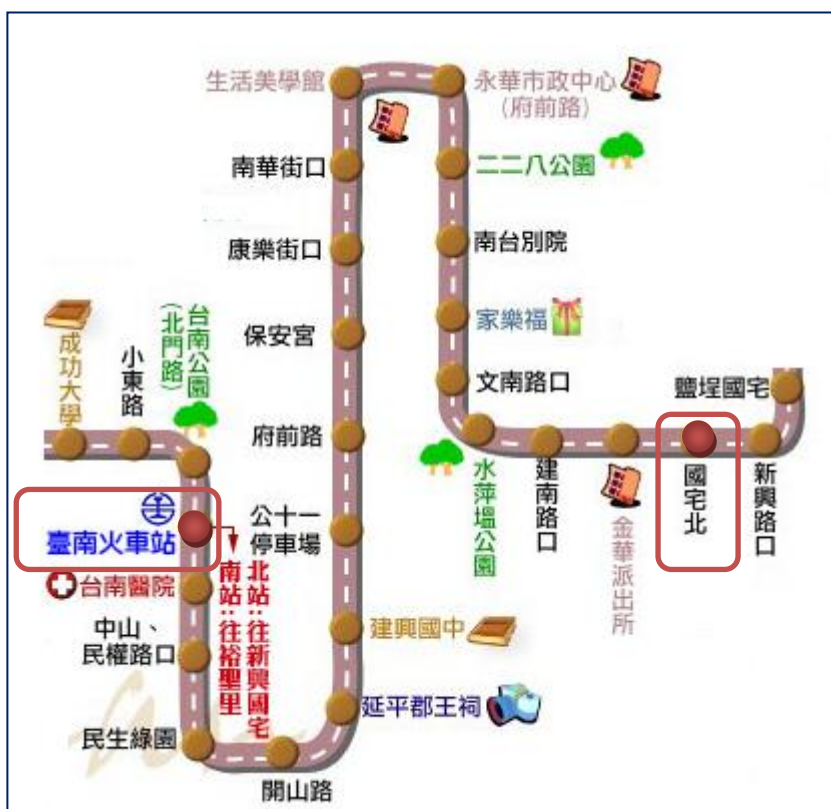 生活美學館
永華市政中心
(府前路)
南華街口
二二八公園
康樂街口
南台別院
保安宮
家樂福
台南公園
(北門路)
小東路
成功大學
文南路口
鹽埕國宅
府前路
水萍塭公園
建南路口
金華派出所
國宅北
新興路口
臺南火車站
公十一
停車場
北站:往新興國宅
南站:往裕聖里
台南醫院
中山、
民權路口
建興國中
延平郡王祠
民生綠園
開山路